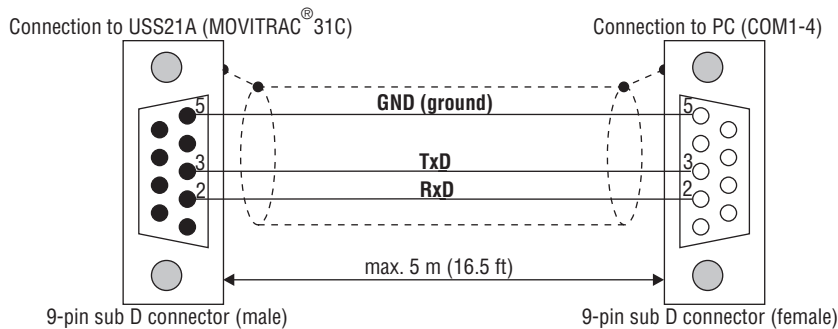 Connection to USS21A (MOVITRAC® 31C)
Connection to PC (COM1-4)
5 GND (ground) 5
3 TxD 3
2 RxD 2
max. 5 m (16.5 ft)
9-pin sub D connector (male)
9-pin sub D connector (female)